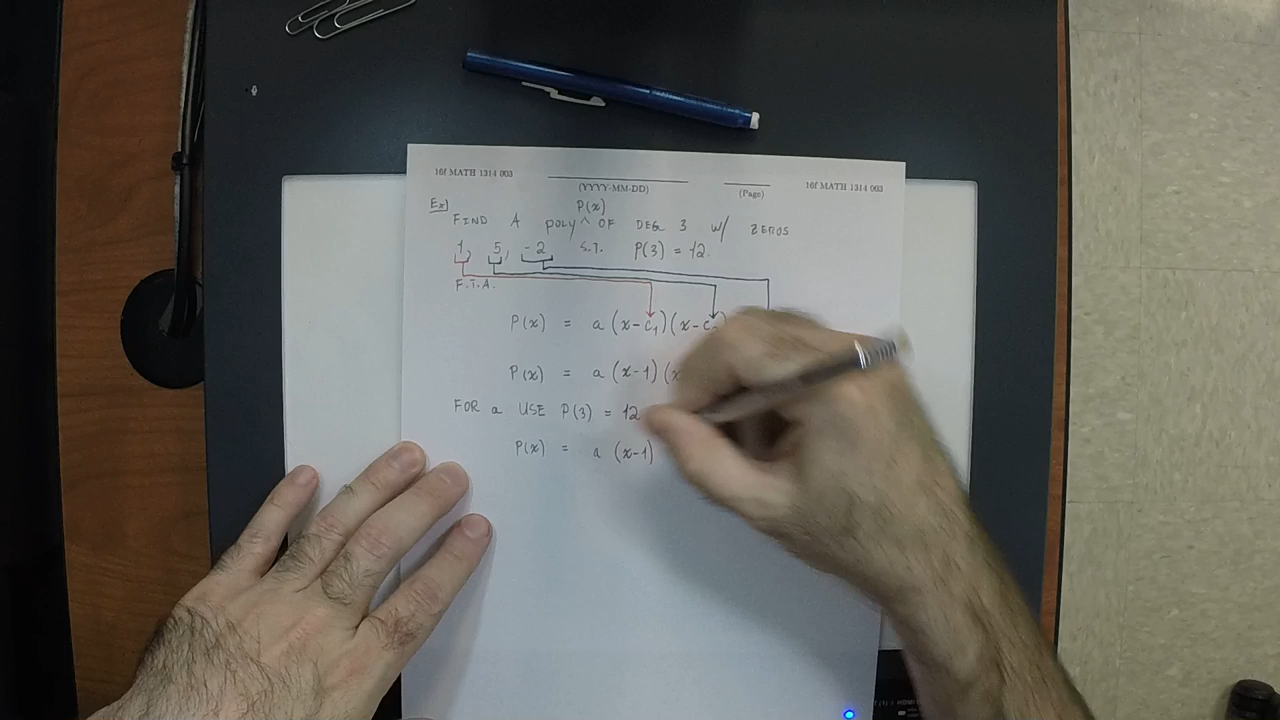 16f MATH 1314 003 (YYYY-MM-DD) (Page) 16f MATH 1314 003
Ex) P(x)
FIND A POLY ^ OF DEG 3 W/ ZEROS
1, 5, -2 S.T. P(3) = 12.
F.T.A.
P(x) = a (x-c₁)(x-c
P(x) = a (x-1)(x
FOR a USE P(3) = 12
P(x) = a (x-1)